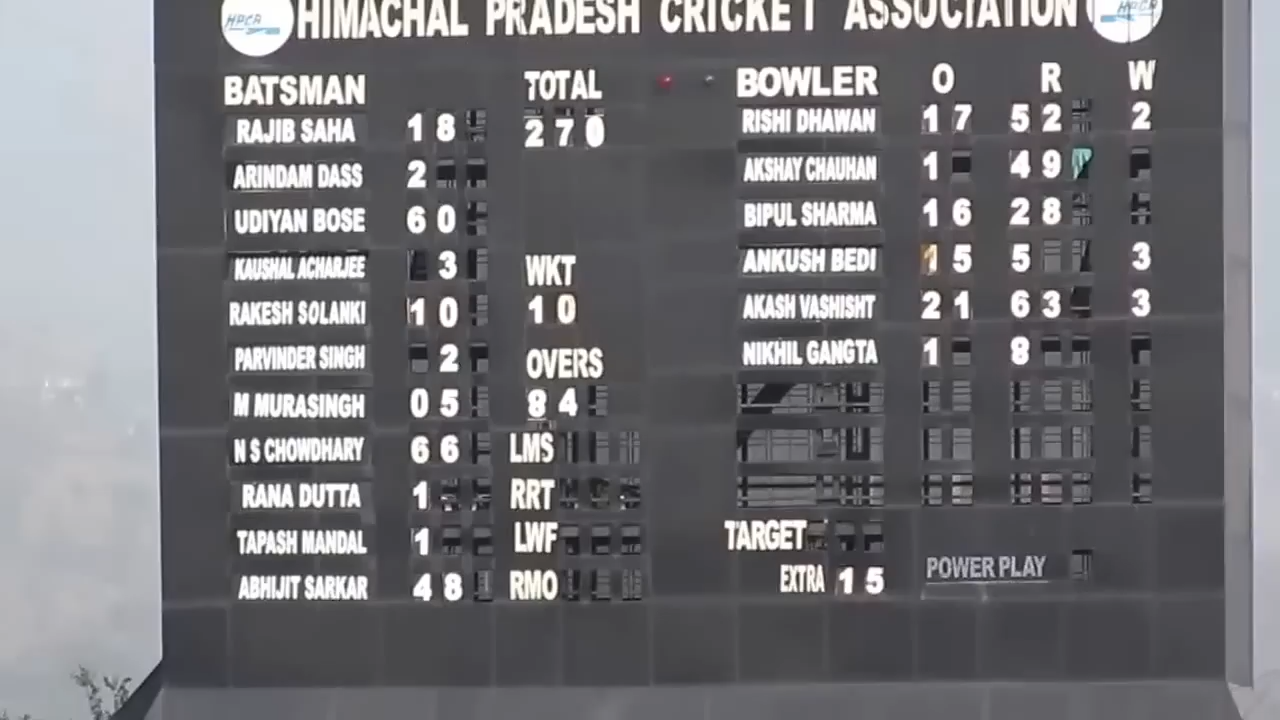 HPCA HIMACHAL PRADESH CRICKET ASSOCIATION HPCA
BATSMAN TOTAL BOWLER O R W
RAJIB SAHA 18 270 RISHI DHAWAN 17 52 2
ARINDAM DASS 2 AKSHAY CHAUHAN 1 49
UDIYAN BOSE 60 BIPUL SHARMA 16 28
KAUSHAL ACHARJEE 3 WKT ANKUSH BEDI 15 5 3
RAKESH SOLANKI 10 10 AKASH VASHISHT 21 63 3
PARVINDER SINGH 2 OVERS NIKHIL GANGTA 1 8
M MURASINGH 05 84
N S CHOWDHARY 66 LMS
RANA DUTTA 1 RRT
TAPASH MANDAL 1 LWF TARGET
ABHIJIT SARKAR 48 RMO EXTRA 15 POWER PLAY